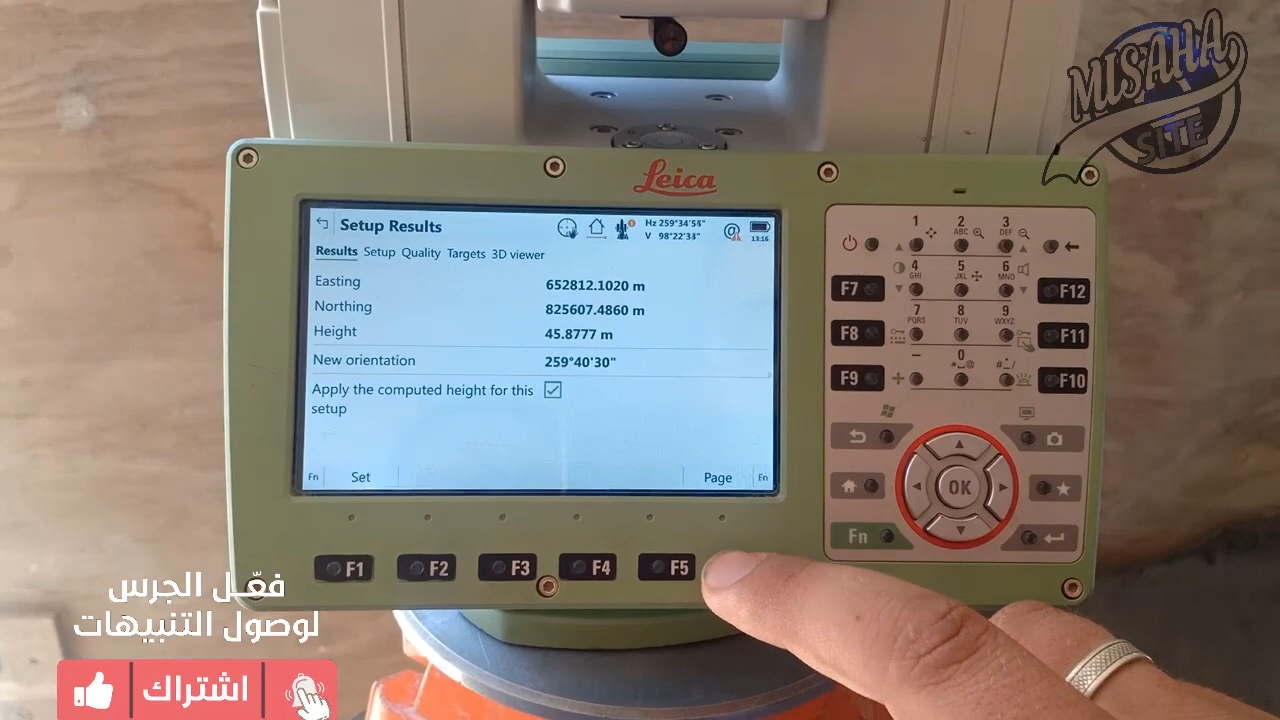 MISAHA
SITE
Leica
Setup Results
Hz 259°34'54"
V 98°22'33"
13:16
Results Setup Quality Targets 3D viewer
Easting 652812.1020 m
Northing 825607.4860 m
Height 45.8777 m
New orientation 259°40'30"
Apply the computed height for this
setup
Fn Set Page En
1 2 3
ABC DEF
4 5 6
GHI JKL MNO
7 8 9
PQRS TUV WXYZ
0
F7 F12
F8 F11
F9 F10
OK
Fn
F1 F2 F3 F4 F5
فعّل الجرس
لوصول التنبيهات
اشتراك